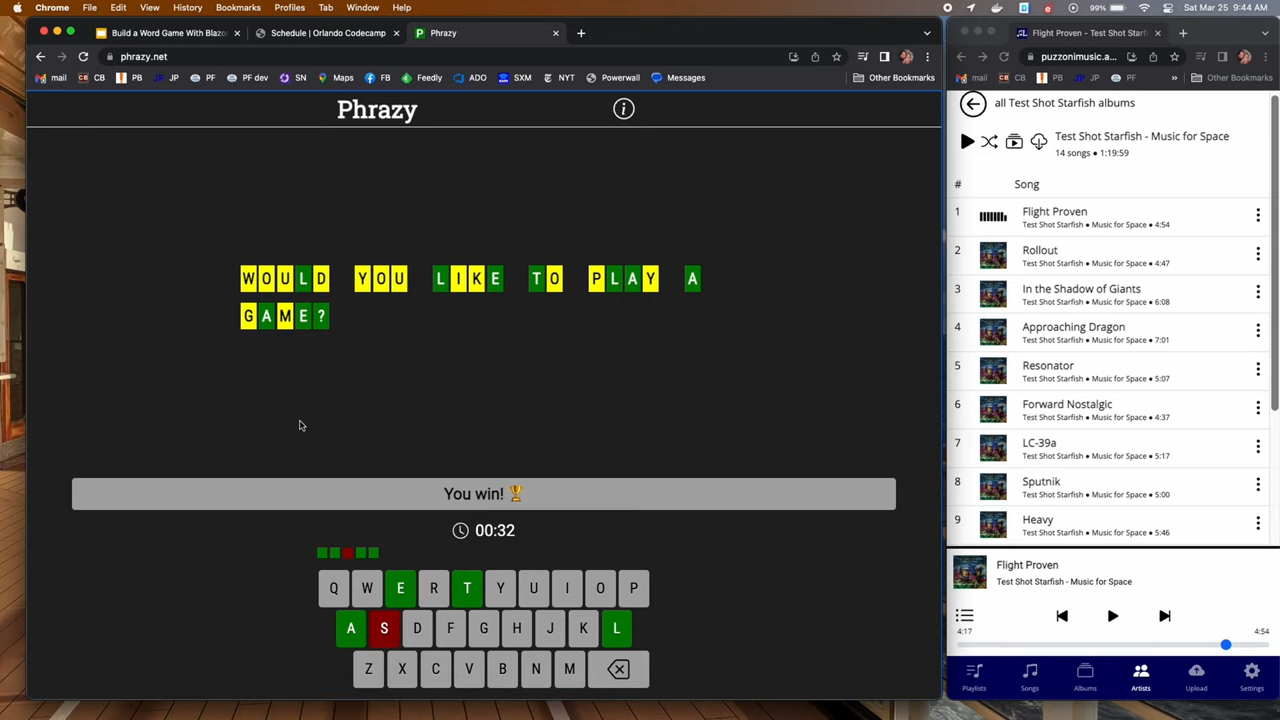 Chrome File Edit View History Bookmarks Profiles Tab Window Help 99% Sat Mar 25 9:44 AM
Build a Word Game With Blazo Schedule | Orlando Codecamp Phrazy
phrazy.net
mail CB PB JP PF PF dev SN Maps FB Feedly ADO SXM NYT Powerwall Messages Other Bookmarks
Phrazy
WOULD YOU LIKE TO PLAY A
GAME?
You win! 🏆
00:32
Q W E R T Y U I O P
A S D F G H J K L
Z X C V B N M
Flight Proven - Test Shot Starfi
puzzonimusic.a...
mail CB PB JP PF » Other Bookmarks
all Test Shot Starfish albums
Test Shot Starfish - Music for Space
14 songs • 1:19:59
# Song
1 Flight Proven
Test Shot Starfish • Music for Space • 4:54
2 Rollout
Test Shot Starfish • Music for Space • 4:47
3 In the Shadow of Giants
Test Shot Starfish • Music for Space • 6:08
4 Approaching Dragon
Test Shot Starfish • Music for Space • 7:01
5 Resonator
Test Shot Starfish • Music for Space • 5:07
6 Forward Nostalgic
Test Shot Starfish • Music for Space • 4:37
7 LC-39a
Test Shot Starfish • Music for Space • 5:17
8 Sputnik
Test Shot Starfish • Music for Space • 5:00
9 Heavy
Test Shot Starfish • Music for Space • 5:46
Flight Proven
Test Shot Starfish - Music for Space
4:17 4:54
Playlists Songs Albums Artists Upload Settings